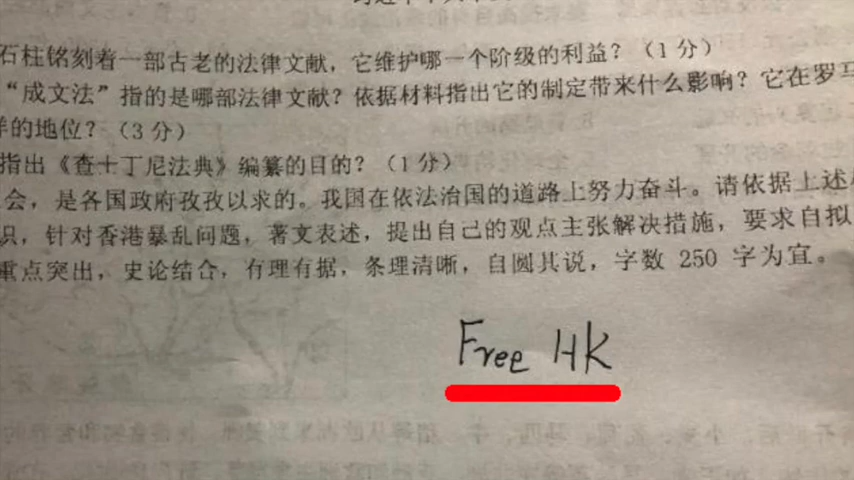 石柱铭刻着一部古老的法律文献，它维护哪一个阶级的利益？（1 分）
“成文法”指的是哪部法律文献？依据材料指出它的制定带来什么影响？它在罗马
样的地位？（3 分）
指出《查士丁尼法典》编纂的目的？（1 分）
会，是各国政府孜孜以求的。我国在依法治国的道路上努力奋斗。请依据上述
识，针对香港暴乱问题，著文表述，提出自己的观点主张解决措施，要求自拟
重点突出，史论结合，有理有据，条理清晰，自圆其说，字数 250 字为宜。
Free HK